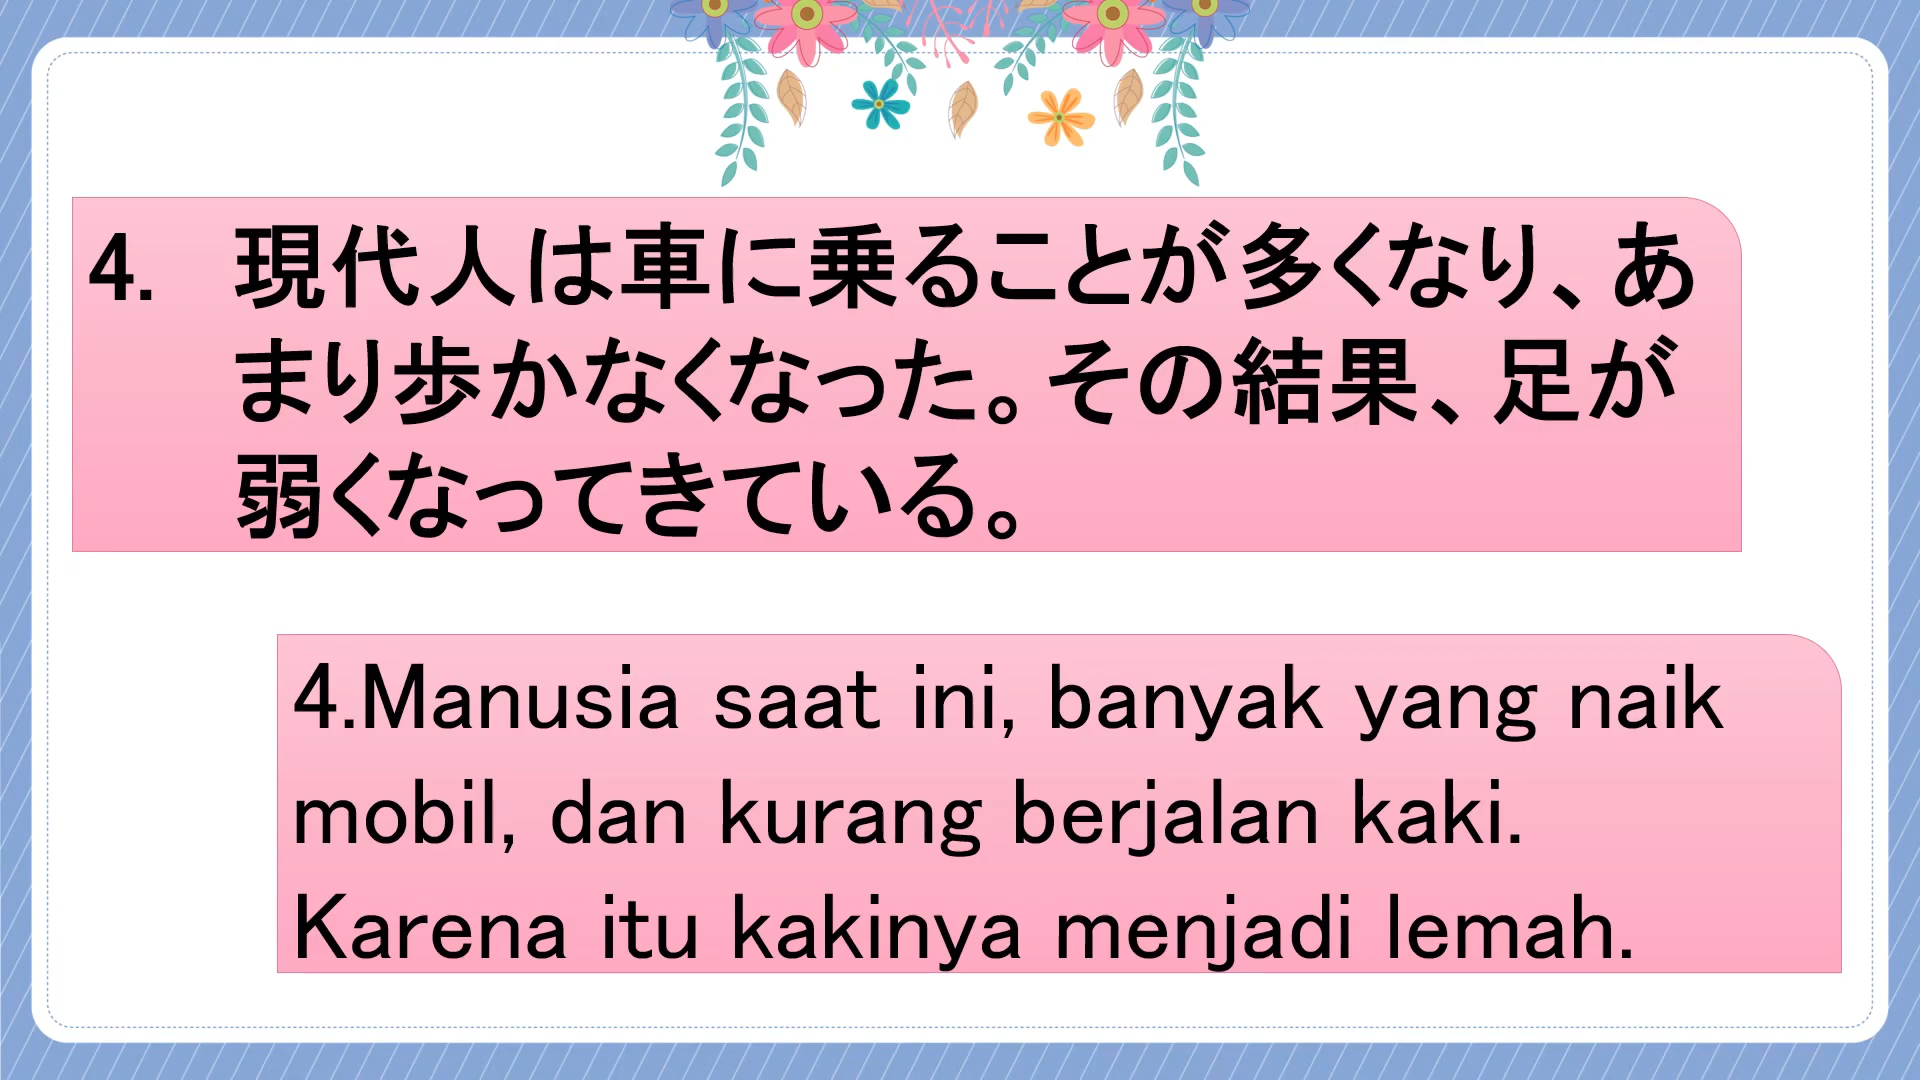 4. 現代人は車に乗ることが多くなり、あ
まり歩かなくなった。その結果、足が
弱くなってきている。
4.Manusia saat ini, banyak yang naik
mobil, dan kurang berjalan kaki.
Karena itu kakinya menjadi lemah.